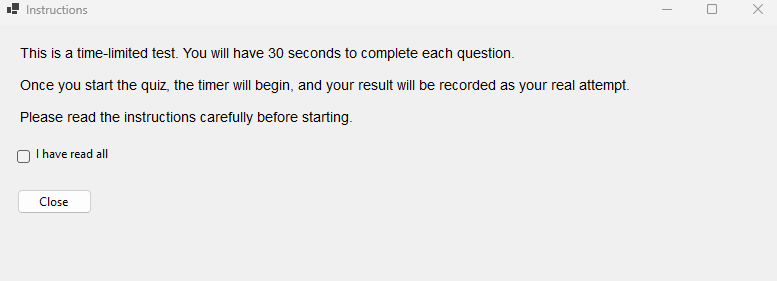 Instructions
This is a time-limited test. You will have 30 seconds to complete each question.
Once you start the quiz, the timer will begin, and your result will be recorded as your real attempt.
Please read the instructions carefully before starting.
I have read all
Close